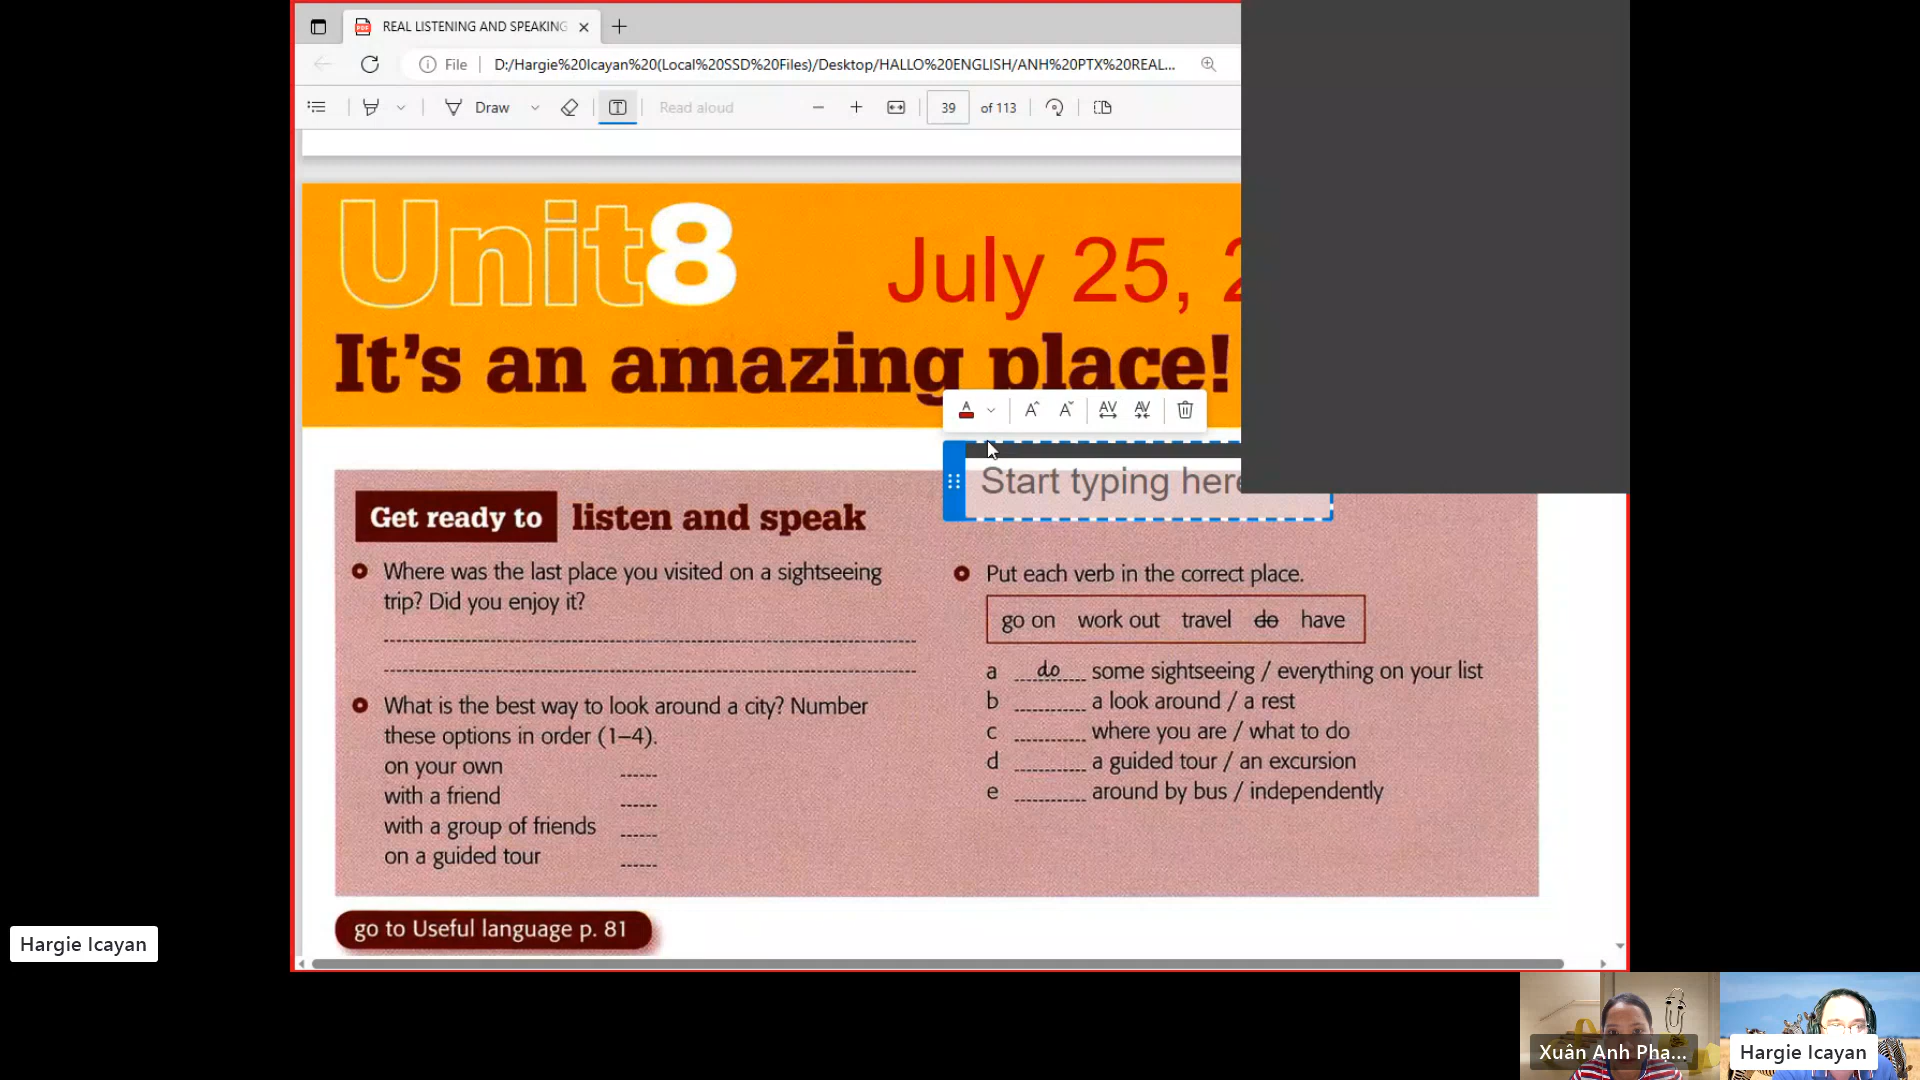 REAL LISTENING AND SPEAKING
File
D:/Hargie%20Icayan%20(Local%20SSD%20Files)/Desktop/HALLO%20ENGLISH/ANH%20PTX%20REAL...
Draw
Read aloud
39
of 113
Unit 8
July 25, 2
It's an amazing place!
Start typing here
Get ready to listen and speak
Where was the last place you visited on a sightseeing
trip? Did you enjoy it?
What is the best way to look around a city? Number
these options in order (1–4).
on your own
with a friend
with a group of friends
on a guided tour
Put each verb in the correct place.
go on work out travel do have
a do some sightseeing / everything on your list
b a look around / a rest
c where you are / what to do
d a guided tour / an excursion
e around by bus / independently
go to Useful language p. 81
Hargie Icayan
Xuân Anh Phạ...
Hargie Icayan